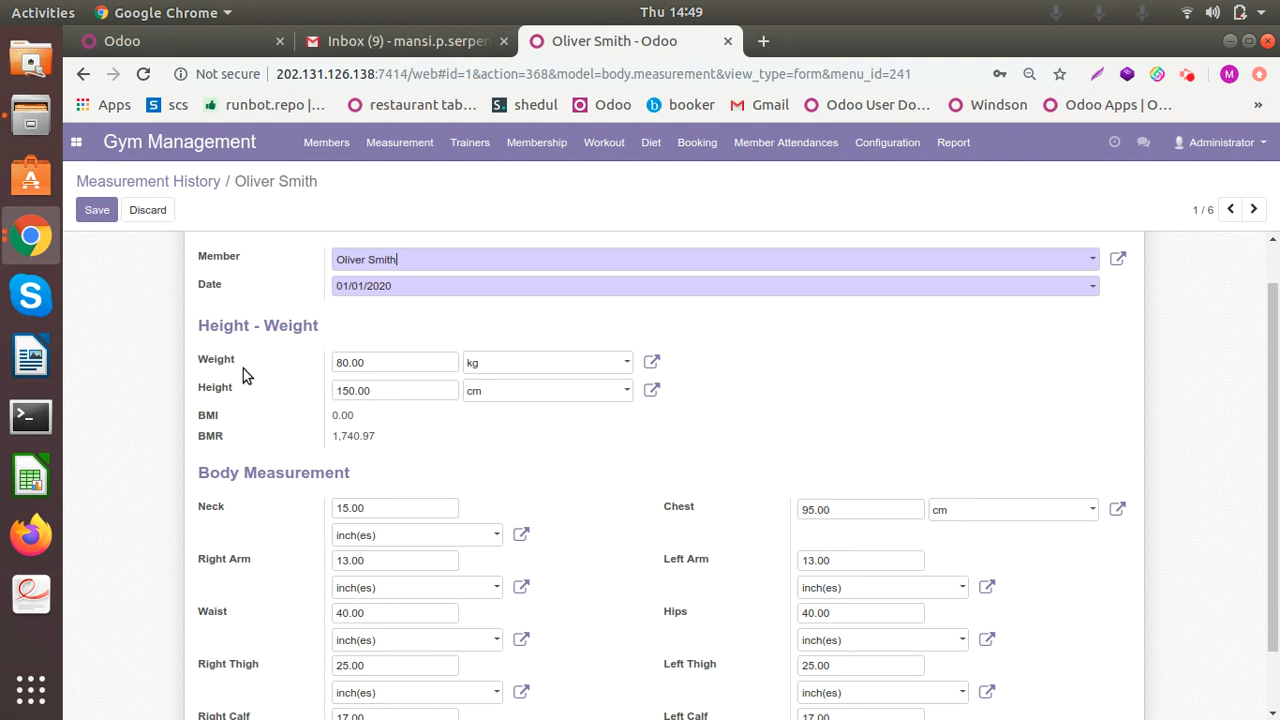 Activities Google Chrome Thu 14:49
Odoo Inbox (9) - mansi.p.serpen Oliver Smith - Odoo
Not secure 202.131.126.138:7414/web#id=1&action=368&model=body.measurement&view_type=form&menu_id=241 M
Apps S scs runbot.repo |... restaurant tab... S. shedul Odoo b booker Gmail Odoo User Do... Windson Odoo Apps | O... »
Gym Management Members Measurement Trainers Membership Workout Diet Booking Member Attendances Configuration Report Administrator
Measurement History / Oliver Smith
Save Discard 1 / 6
Member Oliver Smith
Date 01/01/2020
Height - Weight
Weight 80.00 kg
Height 150.00 cm
BMI 0.00
BMR 1,740.97
Body Measurement
Neck 15.00 Chest 95.00 cm
inch(es)
Right Arm 13.00 Left Arm 13.00
inch(es) inch(es)
Waist 40.00 Hips 40.00
inch(es) inch(es)
Right Thigh 25.00 Left Thigh 25.00
inch(es) inch(es)
Right Calf 17.00 Left Calf 17.00